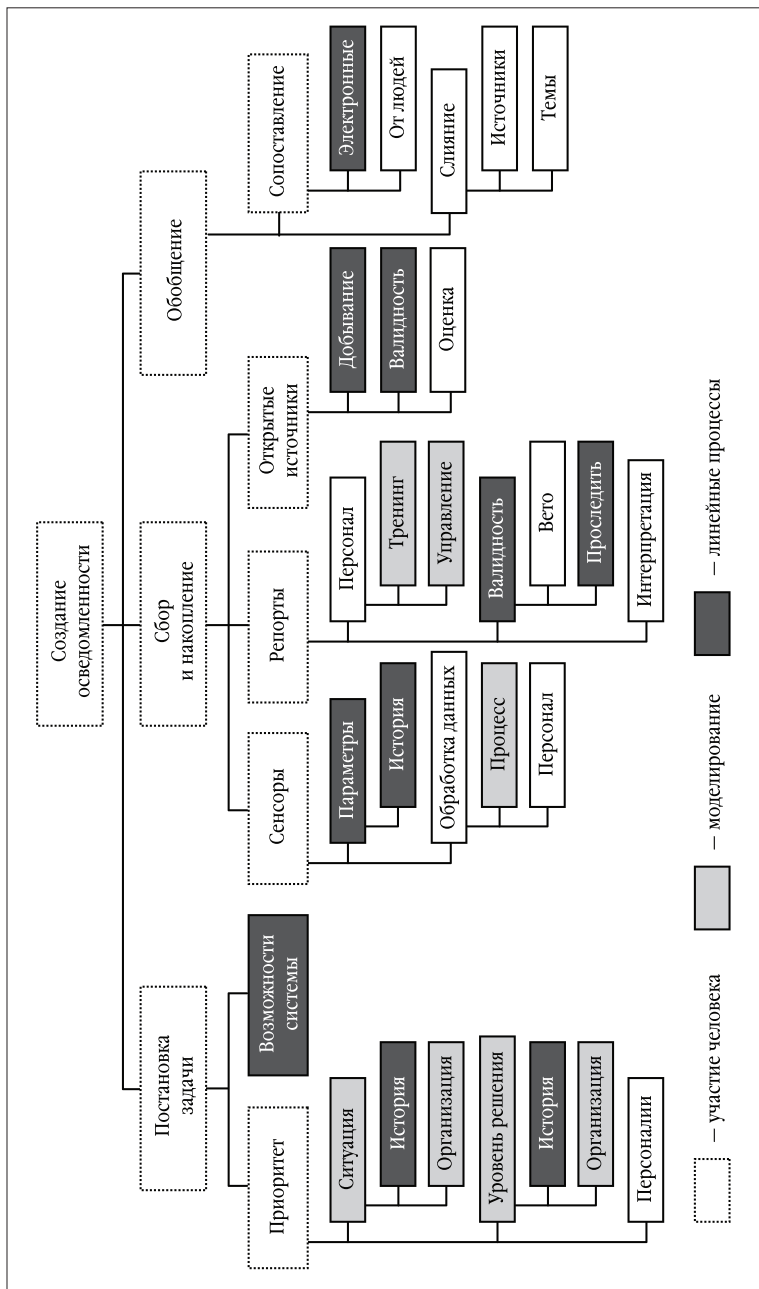 Создание
осведомленности
Постановка
задачи
Приоритет
Ситуация
История
Организация
Уровень решения
История
Организация
Персоналии
Возможности
системы
Сбор
и накопление
Сенсоры
Параметры
История
Обработка данных
Процесс
Персонал
Репорты
Персонал
Тренинг
Управление
Валидность
Вето
Проследить
Интерпретация
Открытые
источники
Добывание
Валидность
Оценка
Обобщение
Сопоставление
Электронные
От людей
Слияние
Источники
Темы
– участие человека
– моделирование
– линейные процессы